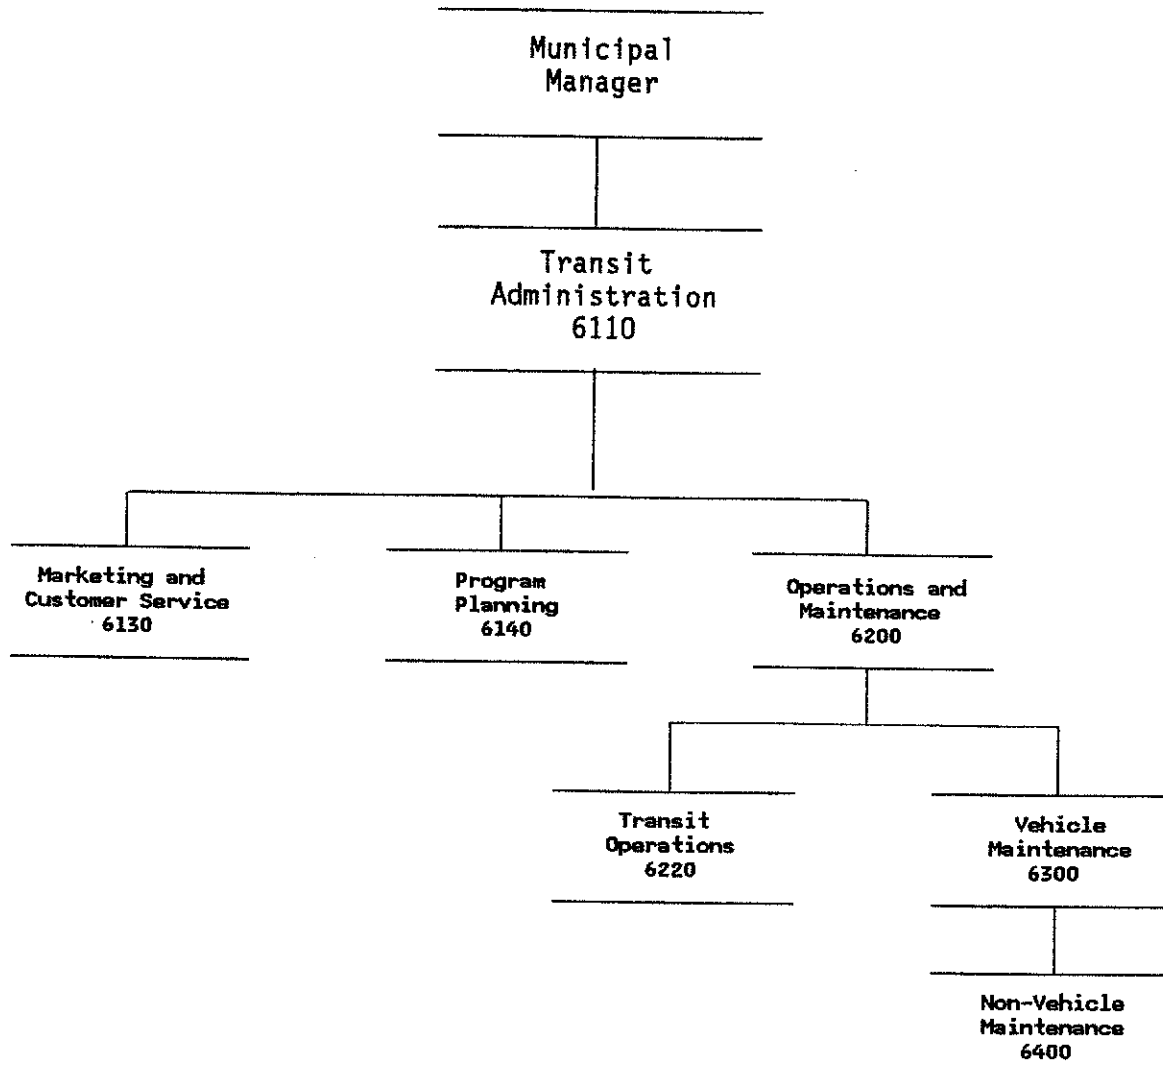 Municipal
Manager
Transit
Administration
6110
Marketing and
Customer Service
6130
Program
Planning
6140
Operations and
Maintenance
6200
Transit
Operations
6220
Vehicle
Maintenance
6300
Non-Vehicle
Maintenance
6400